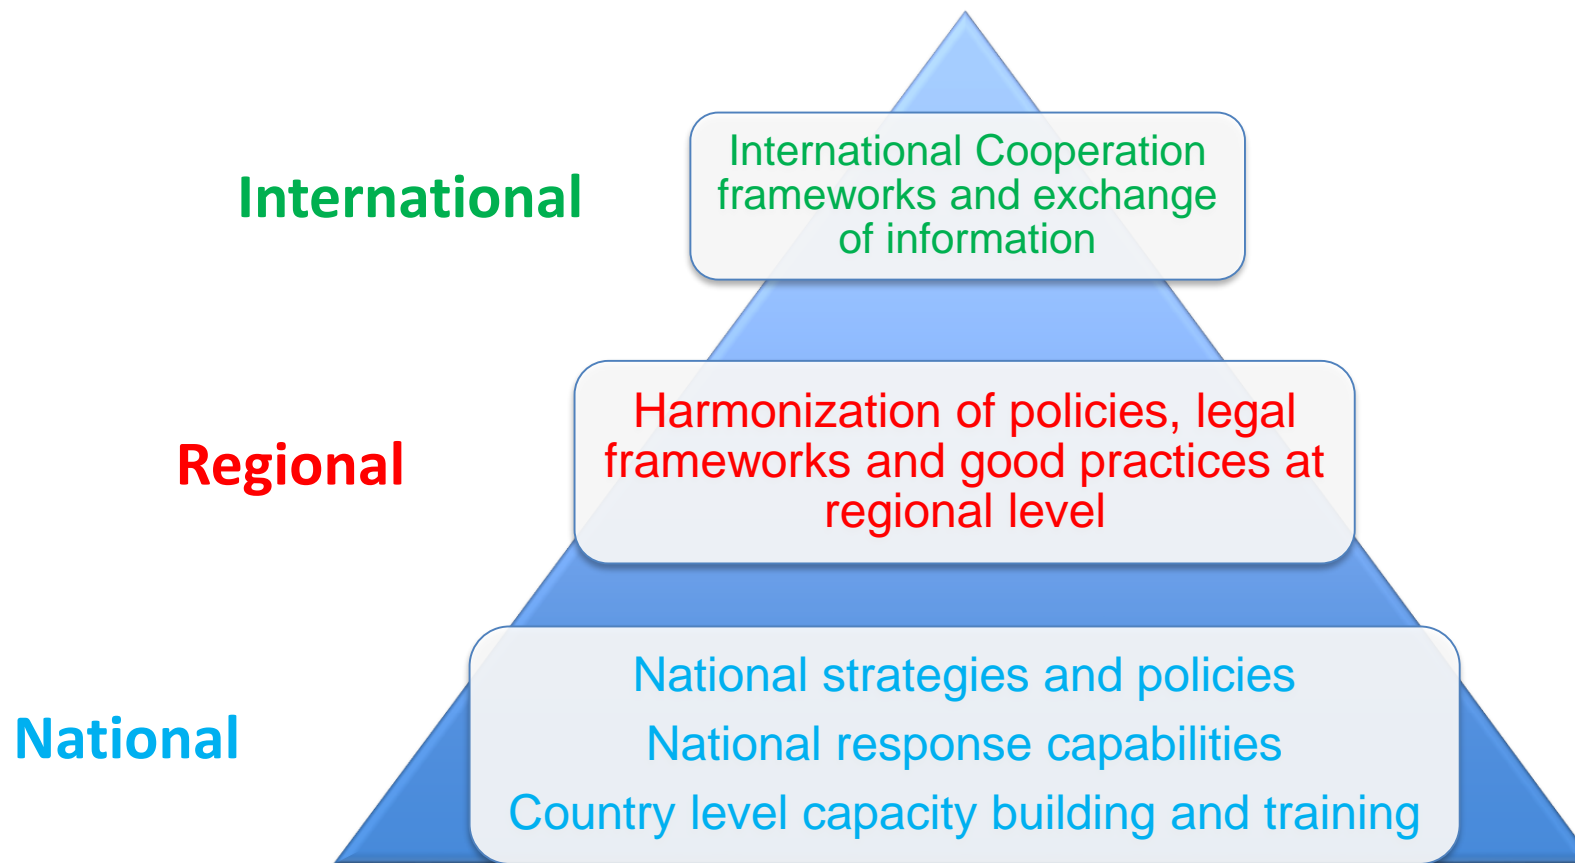 International
International Cooperation
frameworks and exchange
of information
Regional
Harmonization of policies, legal
frameworks and good practices at
regional level
National
National strategies and policies
National response capabilities
Country level capacity building and training